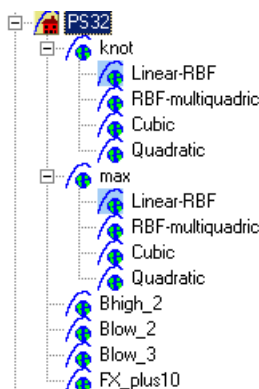 PS32
knot
Linear-RBF
RBF-multiquadric
Cubic
Quadratic
max
Linear-RBF
RBF-multiquadric
Cubic
Quadratic
Bhigh_2
Blow_2
Blow_3
FX_plus10